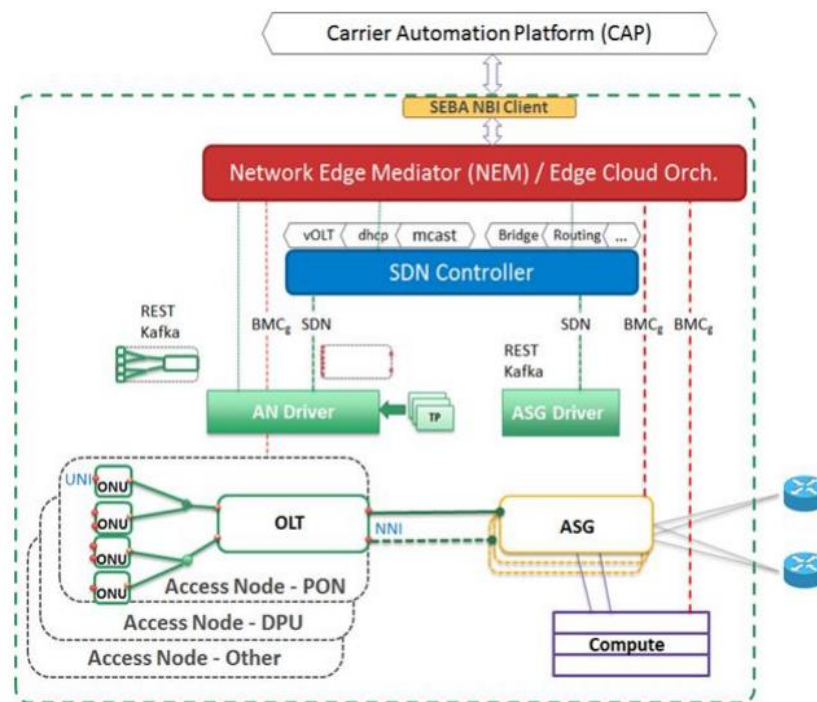 Carrier Automation Platform (CAP)
SEBA NBI Client
Network Edge Mediator (NEM) / Edge Cloud Orch.
vOLT
dhcp
mcast
Bridge
Routing
...
SDN Controller
REST
Kafka
BMCg
SDN
SDN
BMCg
BMCg
REST
Kafka
AN Driver
TP
ASG Driver
UNI
ONU
ONU
ONU
ONU
OLT
NNI
ASG
Access Node - PON
Access Node - DPU
Access Node - Other
Compute